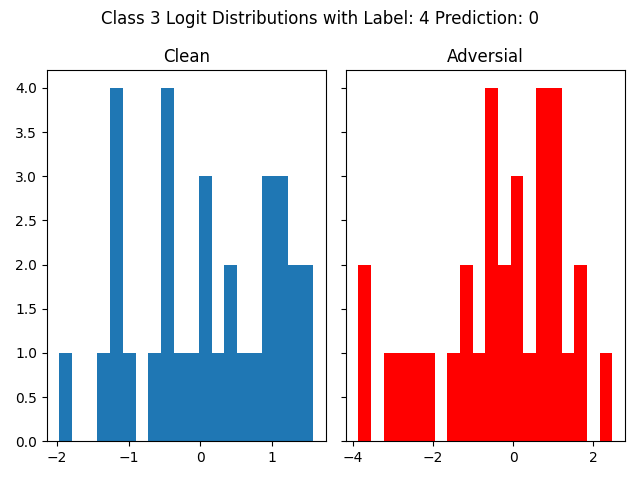 Class 3 Logit Distributions with Label: 4 Prediction: 0
Clean
Adversial
4.0
3.5
3.0
2.5
2.0
1.5
1.0
0.5
0.0
−2 −1 0 1
−4 −2 0 2